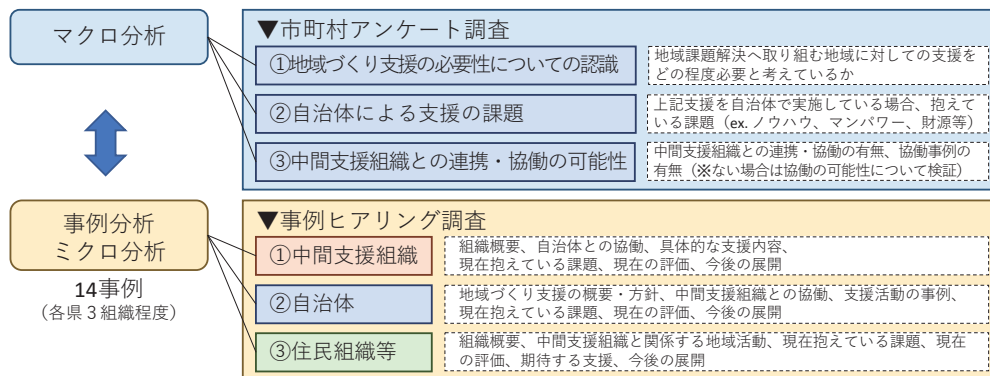 マクロ分析
▼市町村アンケート調査
①地域づくり支援の必要性についての認識
地域課題解決へ取り組む地域に対しての支援を
どの程度必要と考えているか
②自治体による支援の課題
上記支援を自治体で実施している場合、抱えて
いる課題（ex.ノウハウ、マンパワー、財源等）
③中間支援組織との連携・協働の可能性
中間支援組織との連携・協働の有無、協働事例の
有無（※ない場合は協働の可能性について検証）
事例分析
ミクロ分析
14事例
（各県３組織程度）
▼事例ヒアリング調査
①中間支援組織
組織概要、自治体との協働、具体的な支援内容、
現在抱えている課題、現在の評価、今後の展開
②自治体
地域づくり支援の概要・方針、中間支援組織との協働、支援活動の事例、
現在抱えている課題、現在の評価、今後の展開
③住民組織等
組織概要、中間支援組織と関係する地域活動、現在抱えている課題、現在
の評価、期待する支援、今後の展開